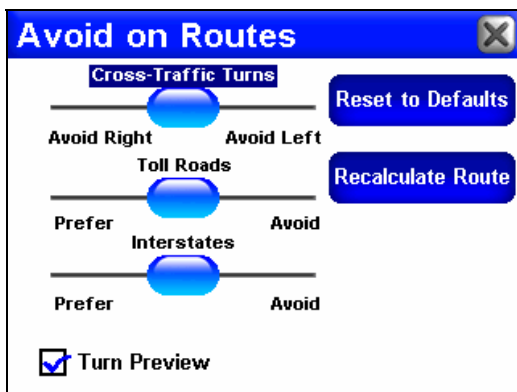 Avoid on Routes
Cross-Traffic Turns
Avoid Right Avoid Left
Reset to Defaults
Toll Roads
Prefer Avoid
Recalculate Route
Interstates
Prefer Avoid
Turn Preview